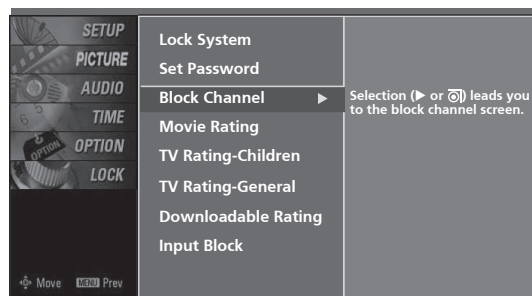 SETUP
PICTURE
AUDIO
TIME
OPTION
LOCK
Move MENU Prev
Lock System
Set Password
Block Channel ▶
Movie Rating
TV Rating-Children
TV Rating-General
Downloadable Rating
Input Block
Selection (▶ or ◉) leads you
to the block channel screen.